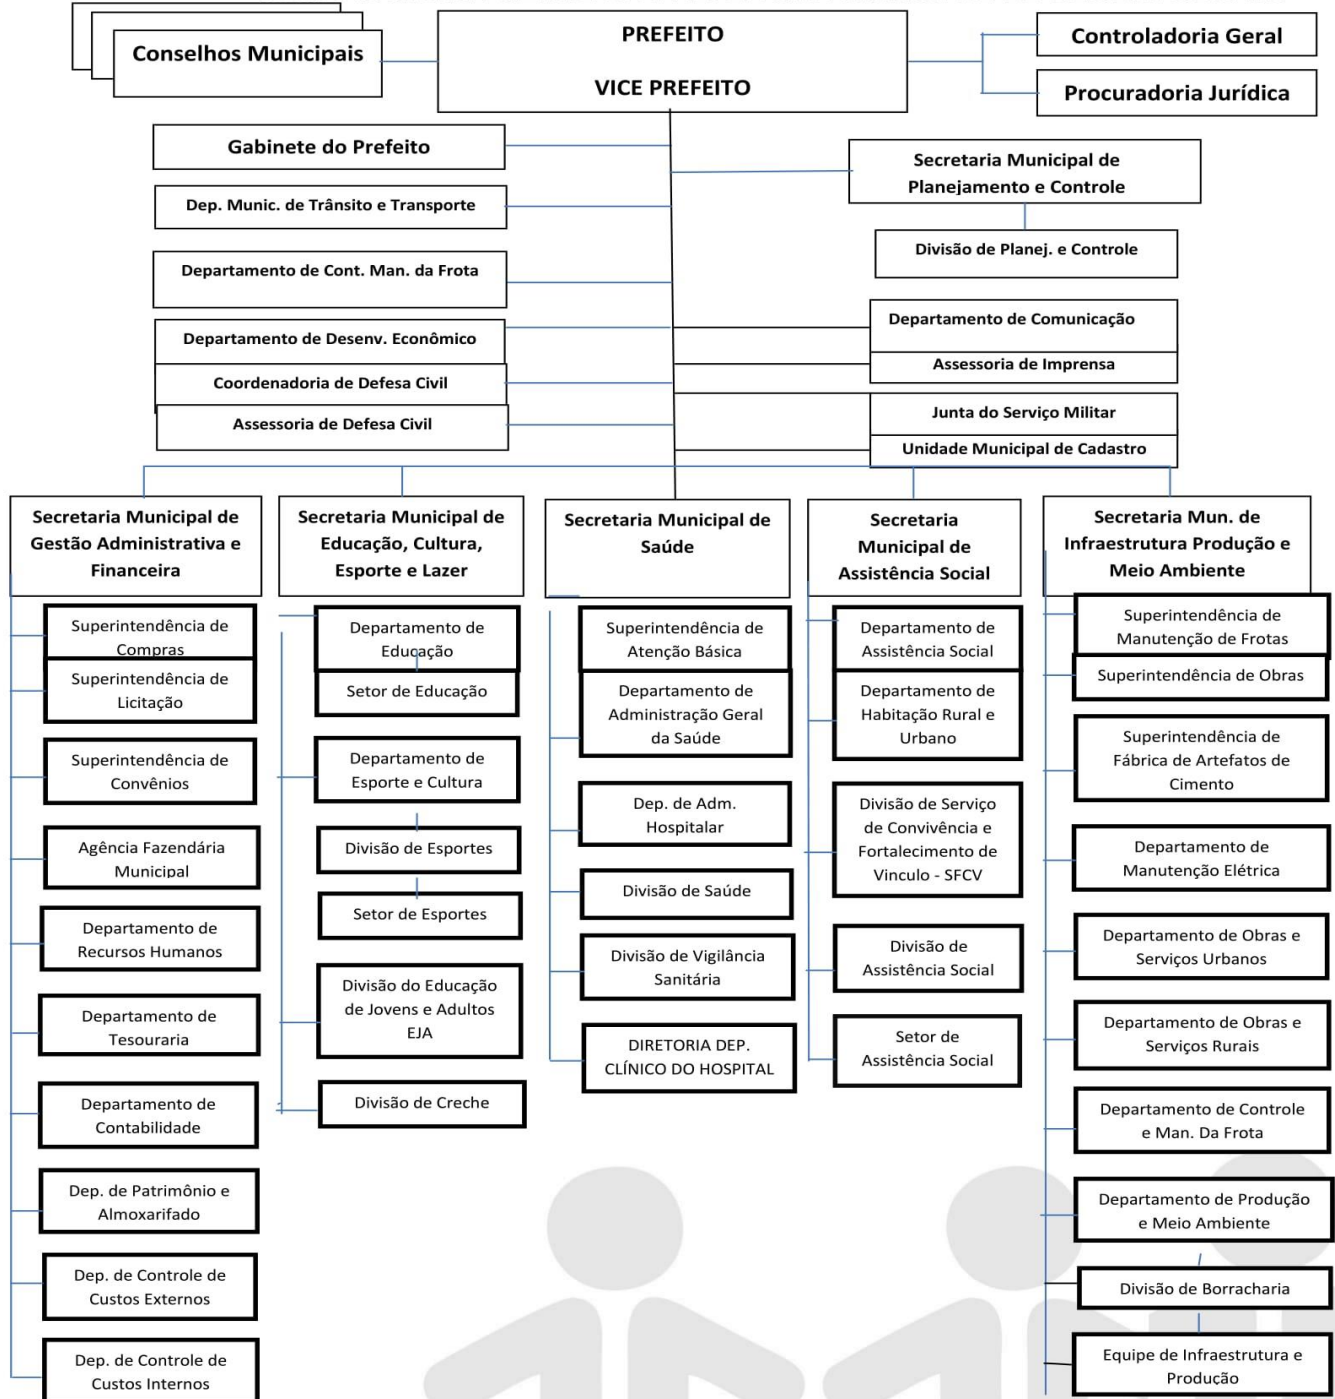 Conselhos Municipais
PREFEITO
VICE PREFEITO
Controladoria Geral
Procuradoria Jurídica
Gabinete do Prefeito
Secretaria Municipal de
Planejamento e Controle
Dep. Munic. de Trânsito e Transporte
Divisão de Planej. e Controle
Departamento de Cont. Man. da Frota
Departamento de Comunicação
Departamento de Desenv. Econômico
Assessoria de Imprensa
Coordenadoria de Defesa Civil
Junta do Serviço Militar
Assessoria de Defesa Civil
Unidade Municipal de Cadastro
Secretaria Municipal de
Gestão Administrativa e
Financeira
Superintendência de
Compras
Superintendência de
Licitação
Superintendência de
Convênios
Agência Fazendária
Municipal
Departamento de
Recursos Humanos
Departamento de
Tesouraria
Departamento de
Contabilidade
Dep. de Patrimônio e
Almoxarifado
Dep. de Controle de
Custos Externos
Dep. de Controle de
Custos Internos
Secretaria Municipal de
Educação, Cultura,
Esporte e Lazer
Departamento de
Educação
Setor de Educação
Departamento de
Esporte e Cultura
Divisão de Esportes
Setor de Esportes
Divisão do Educação
de Jovens e Adultos
EJA
Divisão de Creche
Secretaria Municipal de
Saúde
Superintendência de
Atenção Básica
Departamento de
Administração Geral
da Saúde
Dep. de Adm.
Hospitalar
Divisão de Saúde
Divisão de Vigilância
Sanitária
DIRETORIA DEP.
CLÍNICO DO HOSPITAL
Secretaria
Municipal de
Assistência Social
Departamento de
Assistência Social
Departamento de
Habitação Rural e
Urbano
Divisão de Serviço
de Convivência e
Fortalecimento de
Vinculo - SFCV
Divisão de
Assistência Social
Setor de
Assistência Social
Secretaria Mun. de
Infraestrutura Produção e
Meio Ambiente
Superintendência de
Manutenção de Frotas
Superintendência de Obras
Superintendência de
Fábrica de Artefatos de
Cimento
Departamento de
Manutenção Elétrica
Departamento de Obras e
Serviços Urbanos
Departamento de Obras e
Serviços Rurais
Departamento de Controle
e Man. Da Frota
Departamento de Produção
e Meio Ambiente
Divisão de Borracharia
Equipe de Infraestrutura e
Produção